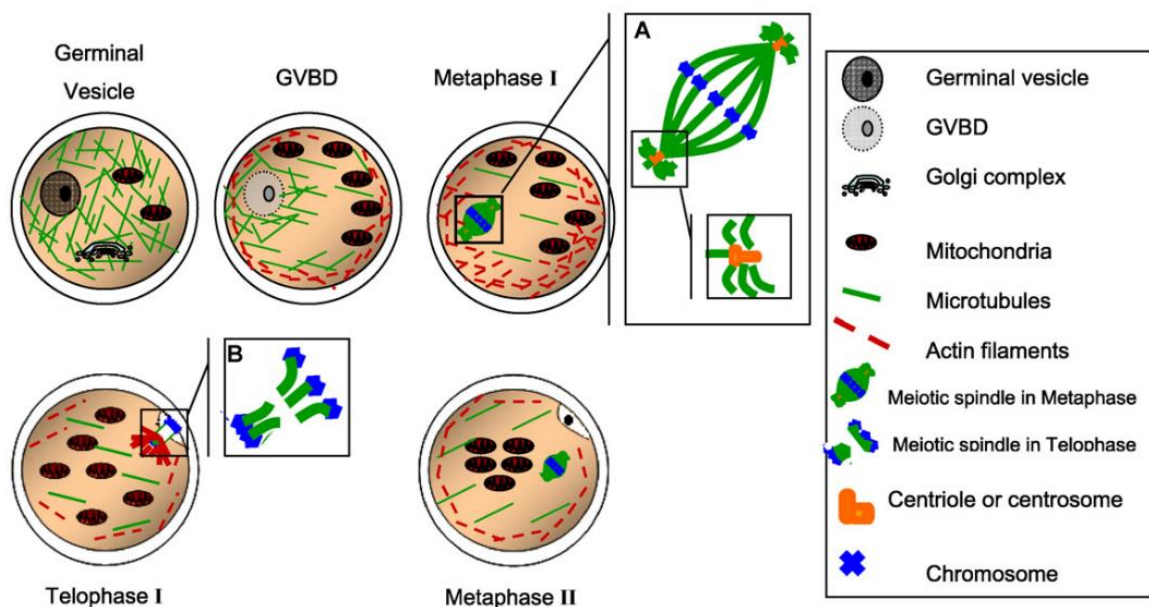 Germinal
Vesicle
GVBD
Metaphase I
A
Telophase I
B
Metaphase II
Germinal vesicle
GVBD
Golgi complex
Mitochondria
Microtubules
Actin filaments
Meiotic spindle in Metaphase
Meiotic spindle in Telophase
Centriole or centrosome
Chromosome